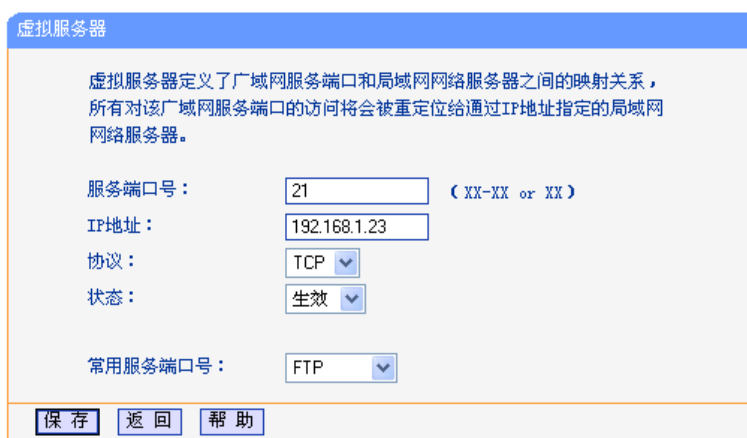 虚拟服务器
虚拟服务器定义了广域网服务端口和局域网网络服务器之间的映射关系，
所有对该广域网服务端口的访问将会被重定位给通过IP地址指定的局域网
网络服务器。
服务端口号： 21 （XX-XX or XX）
IP地址： 192.168.1.23
协议： TCP
状态： 生效
常用服务端口号： FTP
保 存 返 回 帮 助